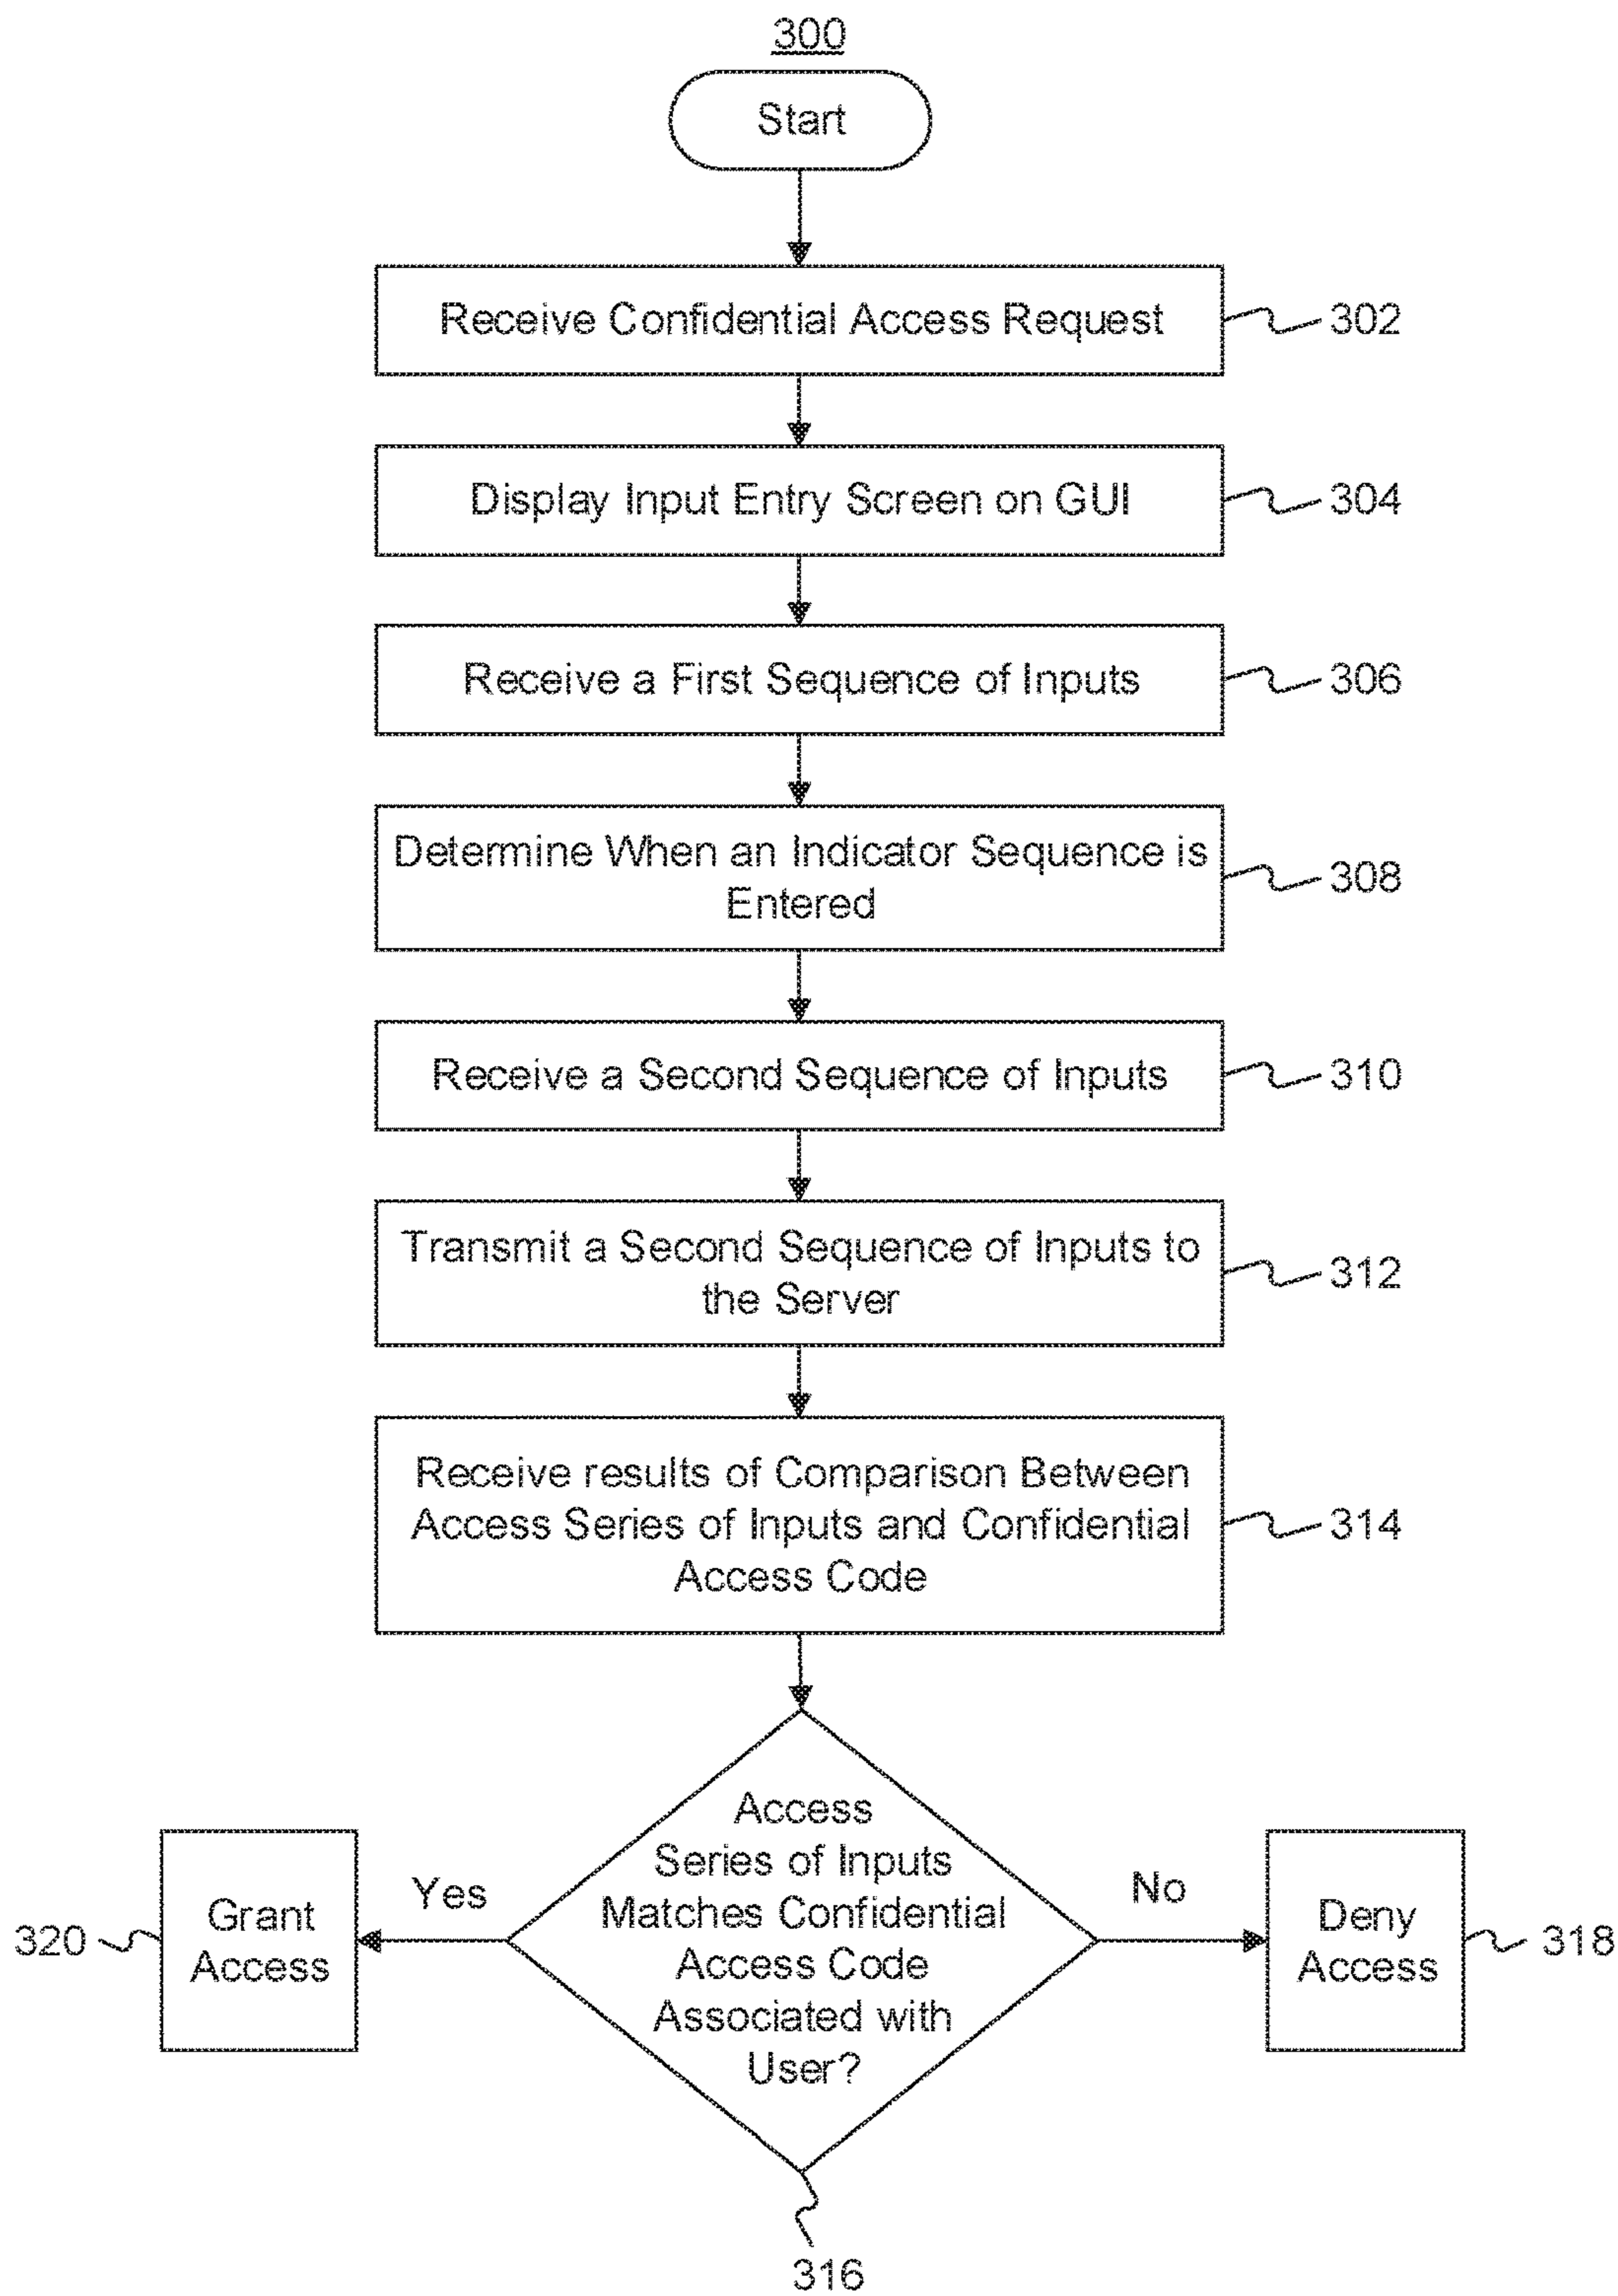 300
Start
Receive Confidential Access Request
302
Display Input Entry Screen on GUI
304
Receive a First Sequence of Inputs
306
Determine When an Indicator Sequence is
Entered
308
Receive a Second Sequence of Inputs
310
Transmit a Second Sequence of Inputs to
the Server
312
Receive results of Comparison Between
Access Series of Inputs and Confidential
Access Code
314
Access
Series of Inputs
Matches Confidential
Access Code
Associated with
User?
316
Yes
Grant
Access
320
No
Deny
Access
318